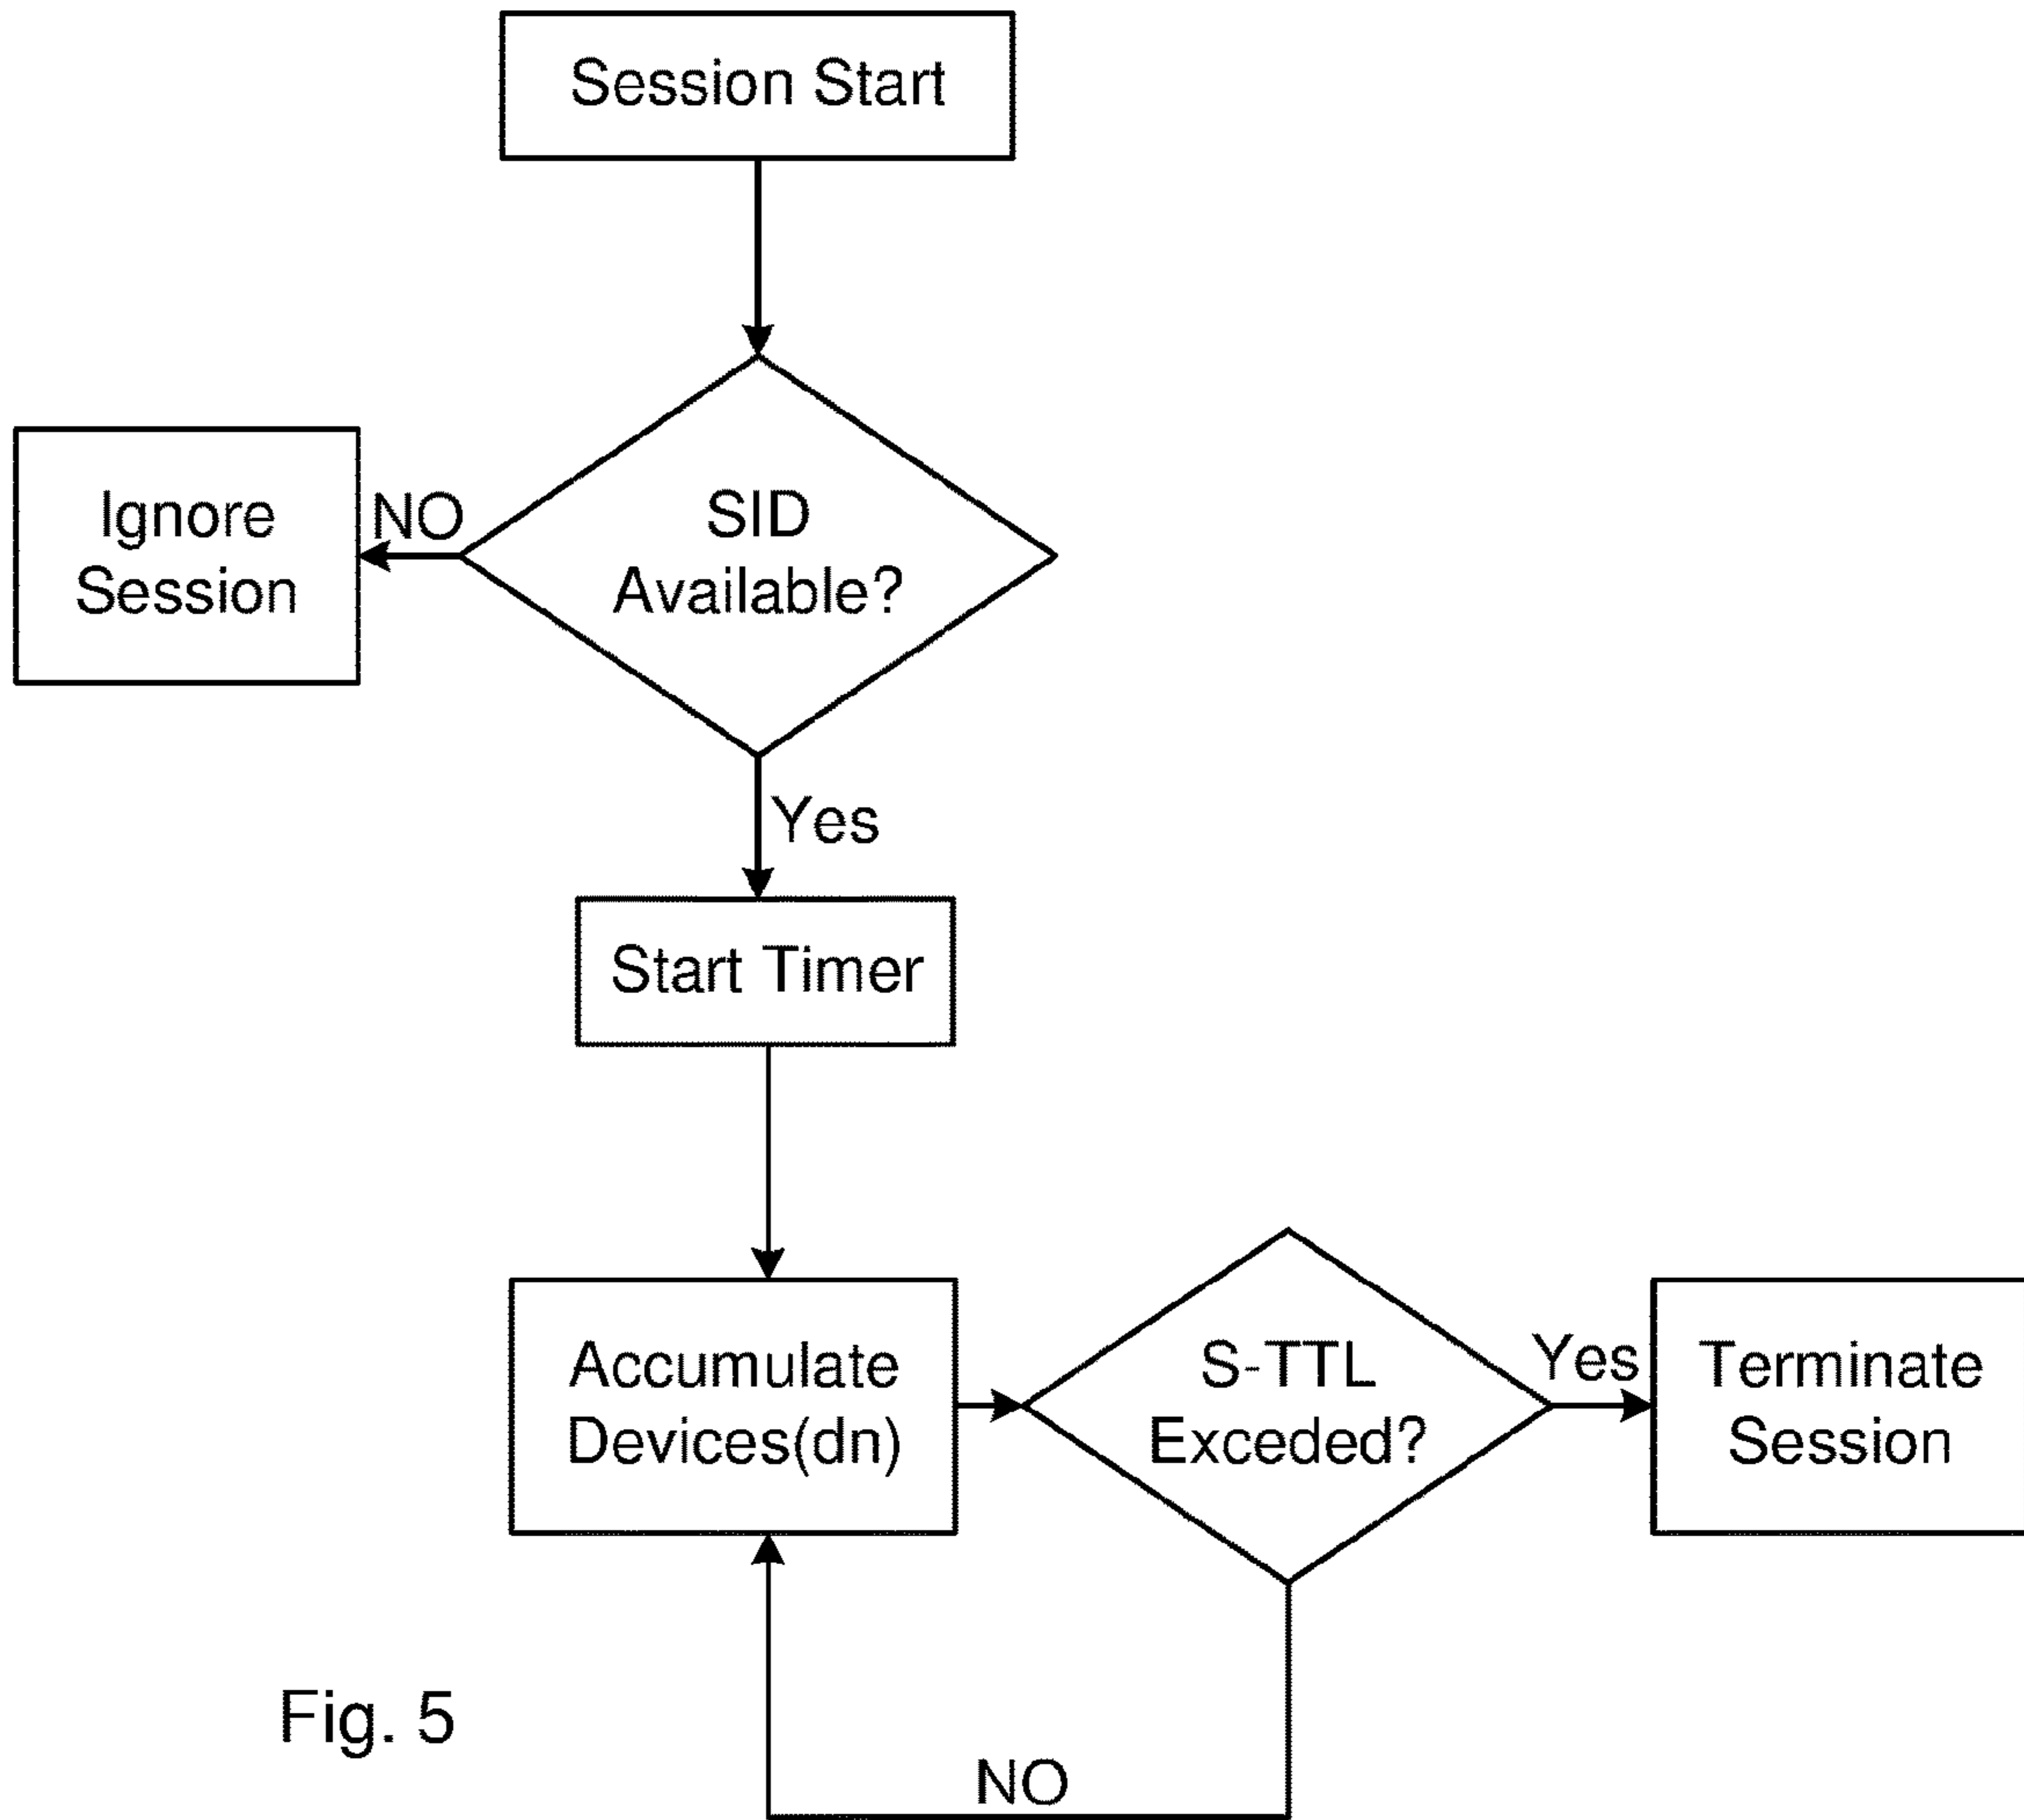 Session Start
Ignore
Session
NO
SID
Available?
Yes
Start Timer
Accumulate
Devices(dn)
S-TTL
Exceded?
Yes
Terminate
Session
NO
Fig. 5